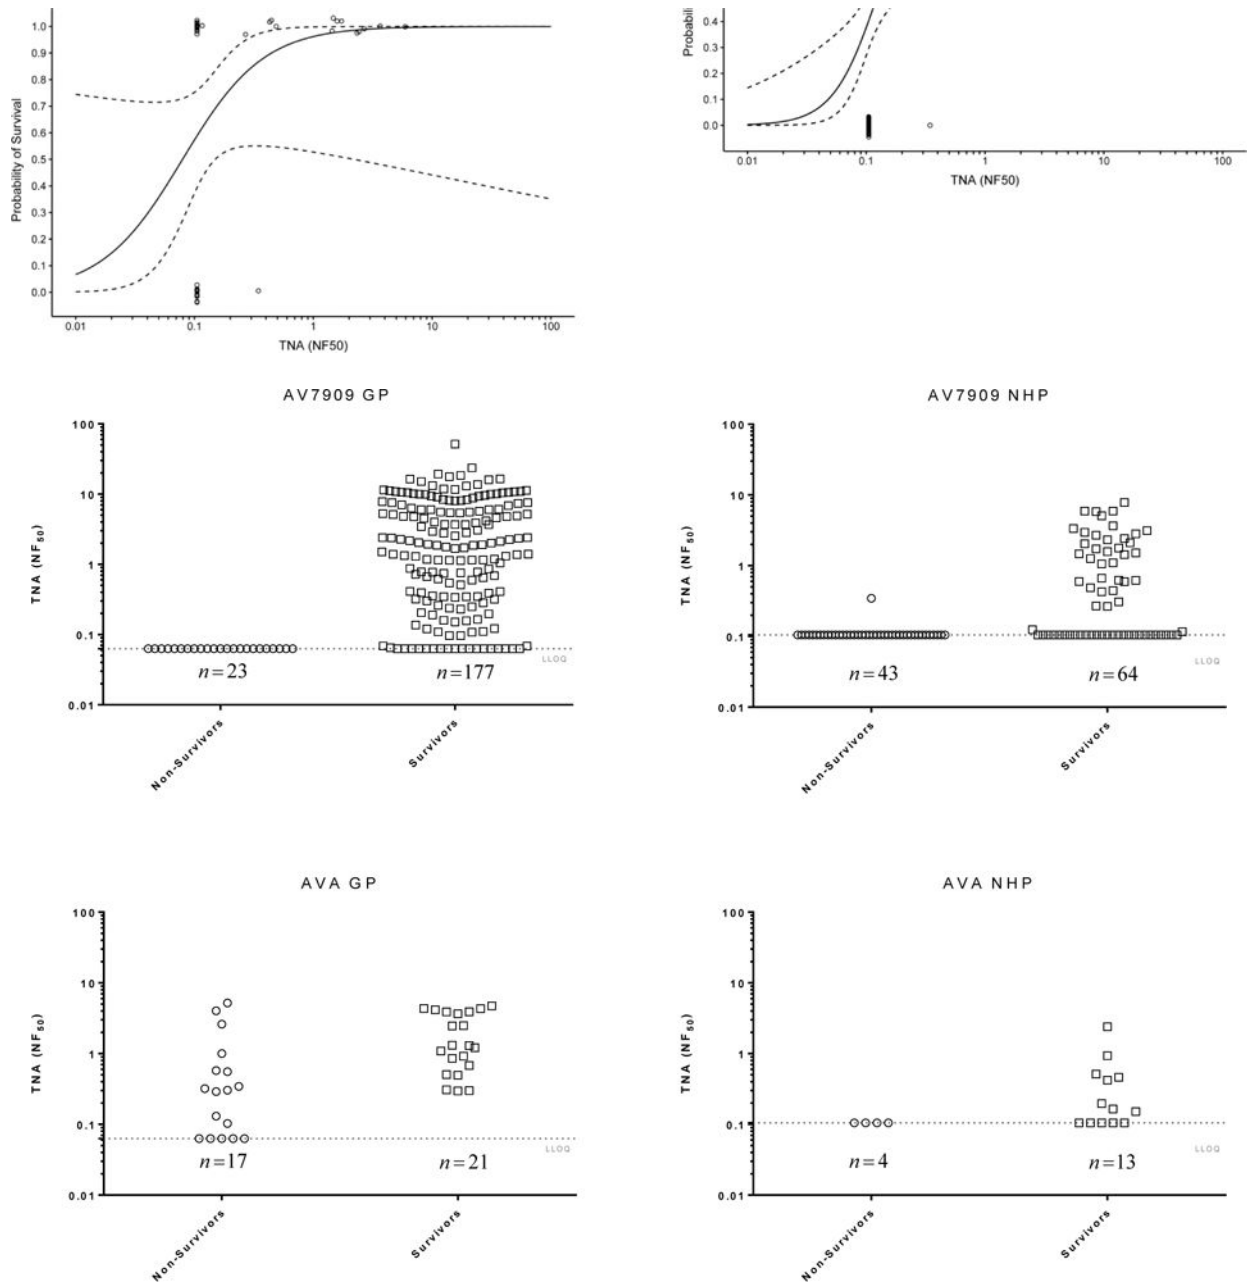 1.0
0.9
0.8
0.7
0.6
0.5
0.4
0.3
0.2
0.1
0.0
Probability of Survival
0.01 0.1 1 10 100
TNA (NF50)
0.4
0.3
0.2
0.1
0.0
0.01 0.1 1 10 100
TNA (NF50)
AV7909 GP
100
10
1
0.1
0.01
TNA (NF50)
LLOQ
n=23 n=177
Non-Survivors Survivors
AV7909 NHP
100
10
1
0.1
0.01
TNA (NF50)
LLOQ
n=43 n=64
Non-Survivors Survivors
AVA GP
100
10
1
0.1
0.01
TNA (NF50)
LLOQ
n=17 n=21
Non-Survivors Survivors
AVA NHP
100
10
1
0.1
0.01
TNA (NF50)
LLOQ
n=4 n=13
Non-Survivors Survivors